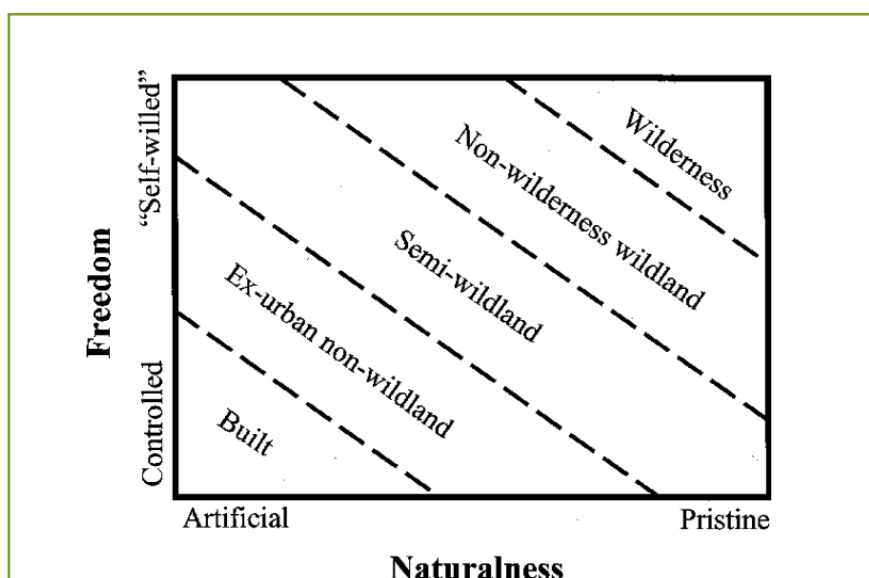 “Self-willed”
Freedom
Controlled
Wilderness
Non-wilderness wildland
Semi-wildland
Ex-urban non-wildland
Built
Artificial
Pristine
Naturalness